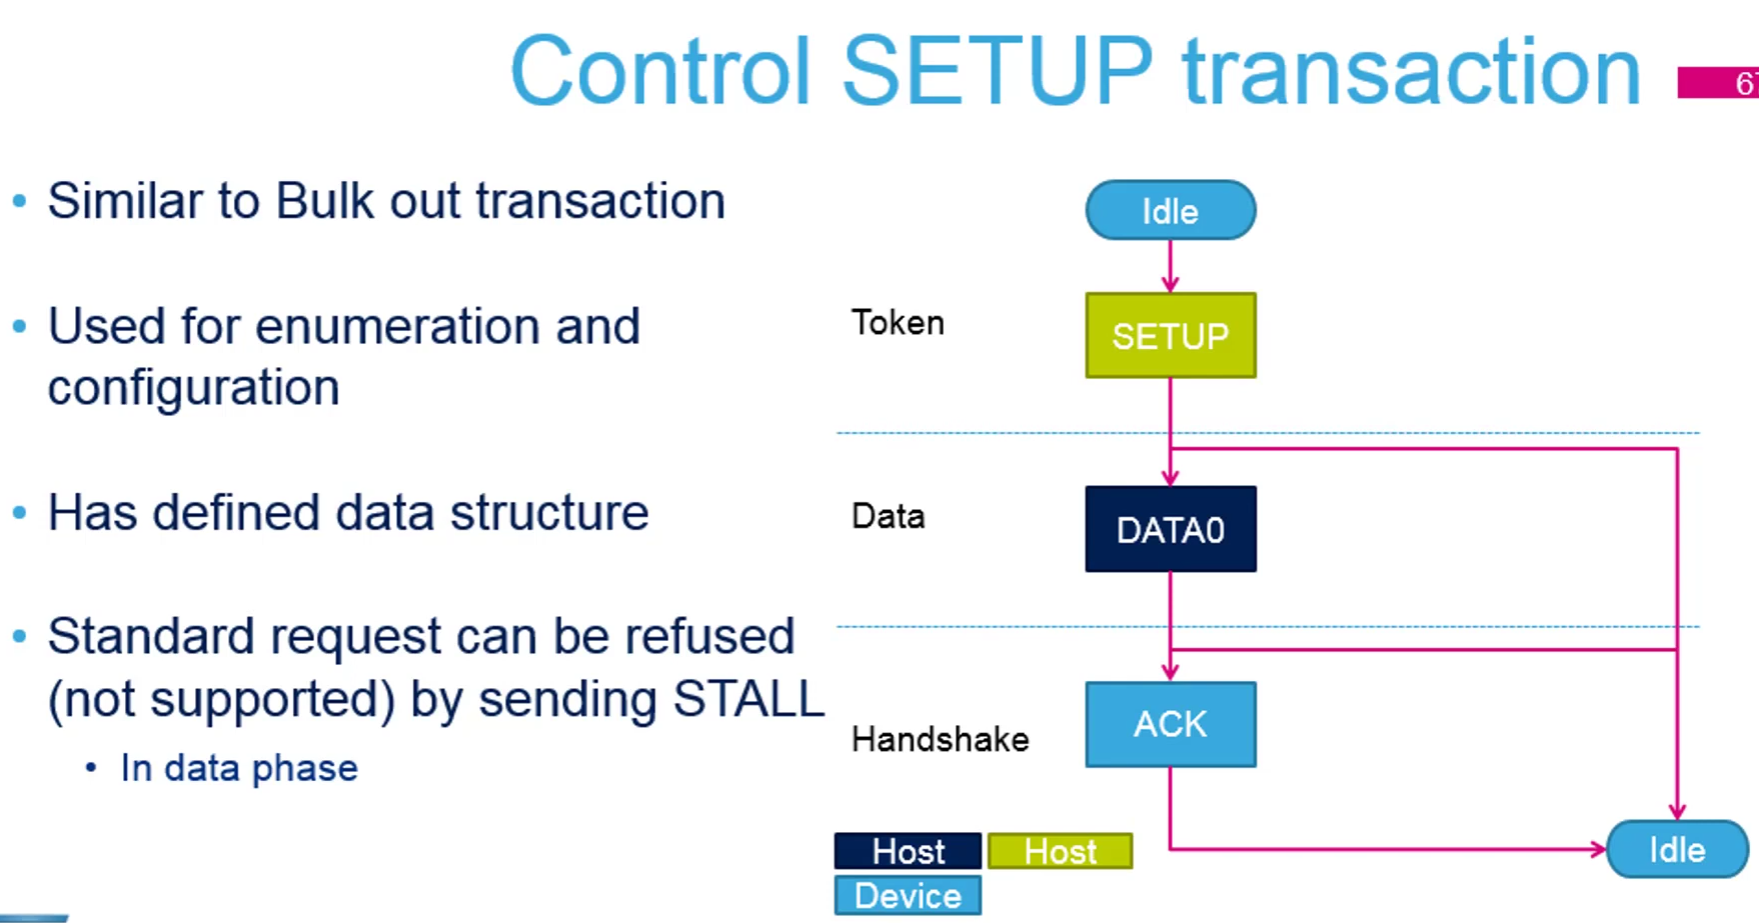 Control SETUP transaction
Similar to Bulk out transaction
Used for enumeration and
configuration
Has defined data structure
Standard request can be refused
(not supported) by sending STALL
In data phase
Idle
Token
SETUP
Data
DATA0
Handshake
ACK
Host
Host
Device
Idle